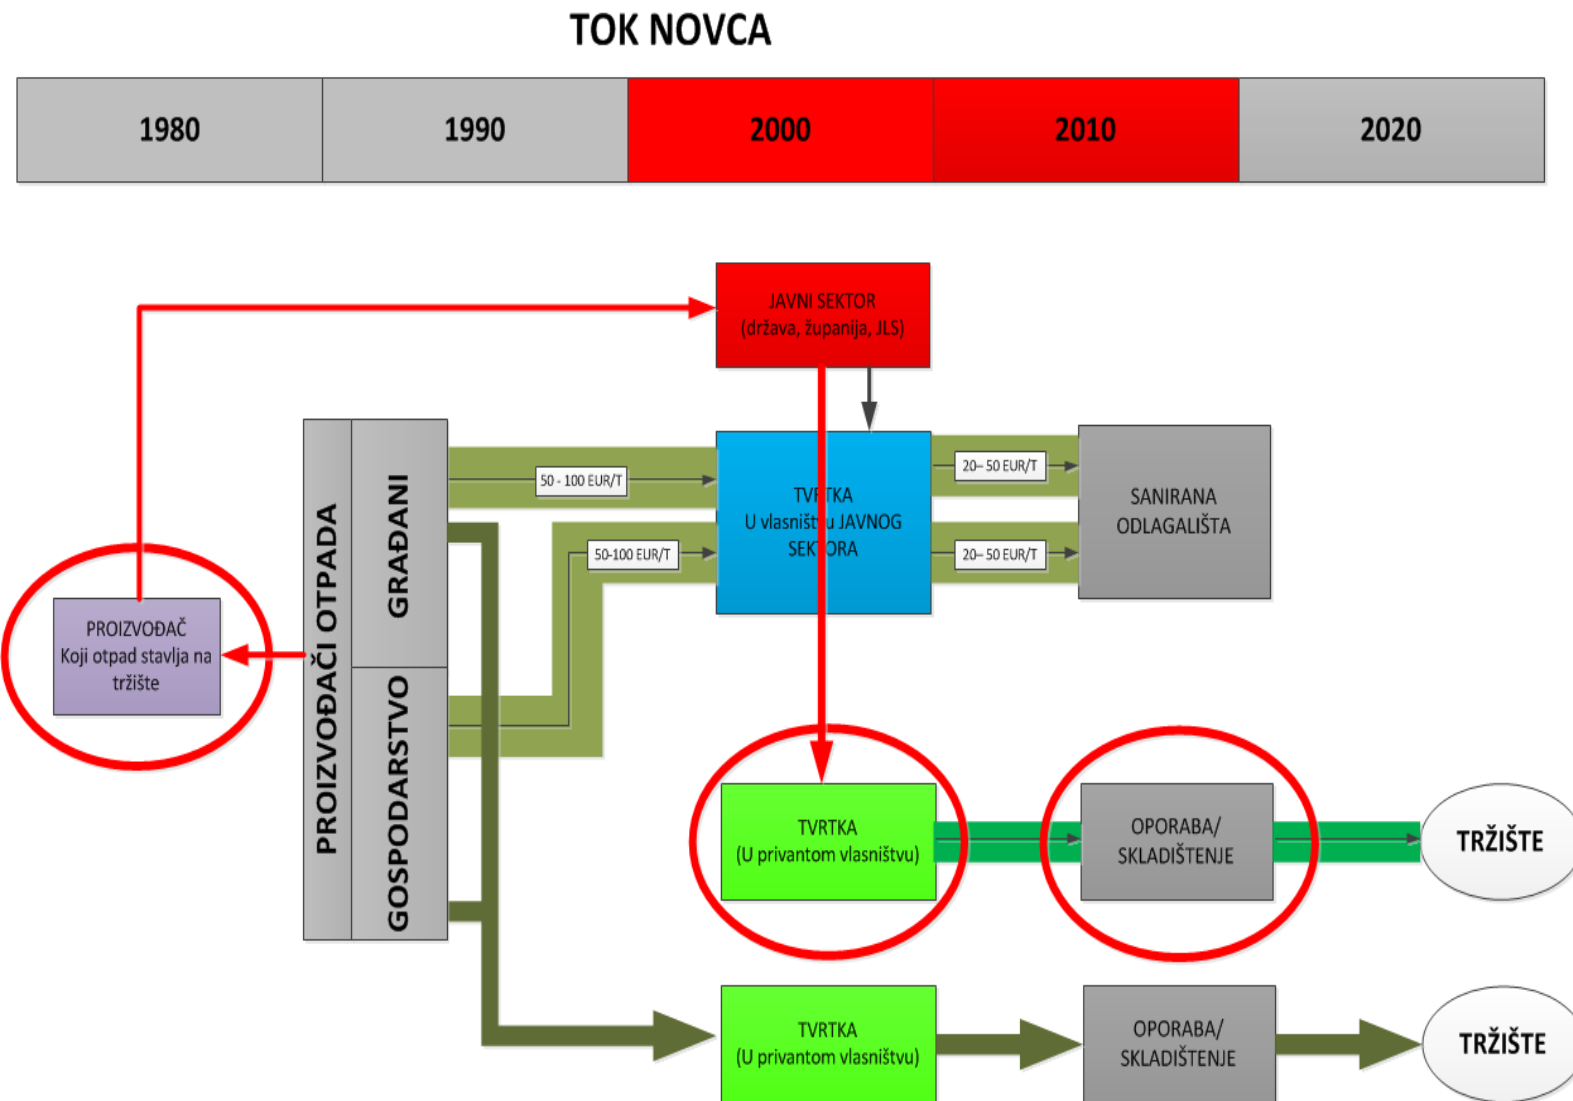 TOK NOVCA
1980
1990
2000
2010
2020
JAVNI SEKTOR
(država, županija, JLS)
PROIZVOĐAČ
Koji otpad stavlja na
tržište
PROIZVOĐAČI OTPADA
GRAĐANI
GOSPODARSTVO
50 - 100 EUR/T
50-100 EUR/T
TVRTKA
U vlasništvu JAVNOG
SEKTORA
20– 50 EUR/T
20– 50 EUR/T
SANIRANA
ODLAGALIŠTA
TVRTKA
(U privantom vlasništvu)
OPORABA/
SKLADIŠTENJE
TRŽIŠTE
TVRTKA
(U privantom vlasništvu)
OPORABA/
SKLADIŠTENJE
TRŽIŠTE